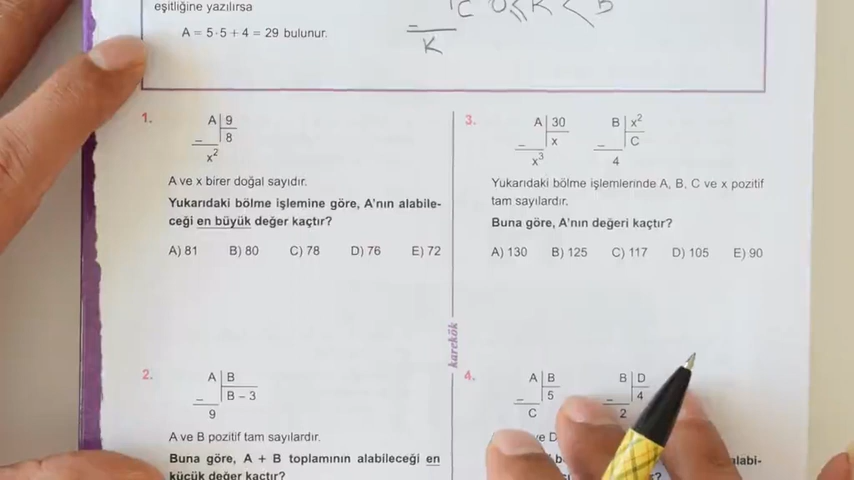 eşitliğine yazılırsa
A = 5·5 + 4 = 29 bulunur.
K
1.
A | 9
8
x²
A ve x birer doğal sayıdır.
Yukarıdaki bölme işlemine göre, A'nın alabile-
ceği en büyük değer kaçtır?
A) 81 B) 80 C) 78 D) 76 E) 72
2.
A | B
B – 3
9
A ve B pozitif tam sayılardır.
Buna göre, A + B toplamının alabileceği en
küçük değer kaçtır?
karekök
3.
A | 30 B | x²
x C
x³ 4
Yukarıdaki bölme işlemlerinde A, B, C ve x pozitif
tam sayılardır.
Buna göre, A'nın değeri kaçtır?
A) 130 B) 125 C) 117 D) 105 E) 90
4.
A | B B | D
5 4
C 2
ve D